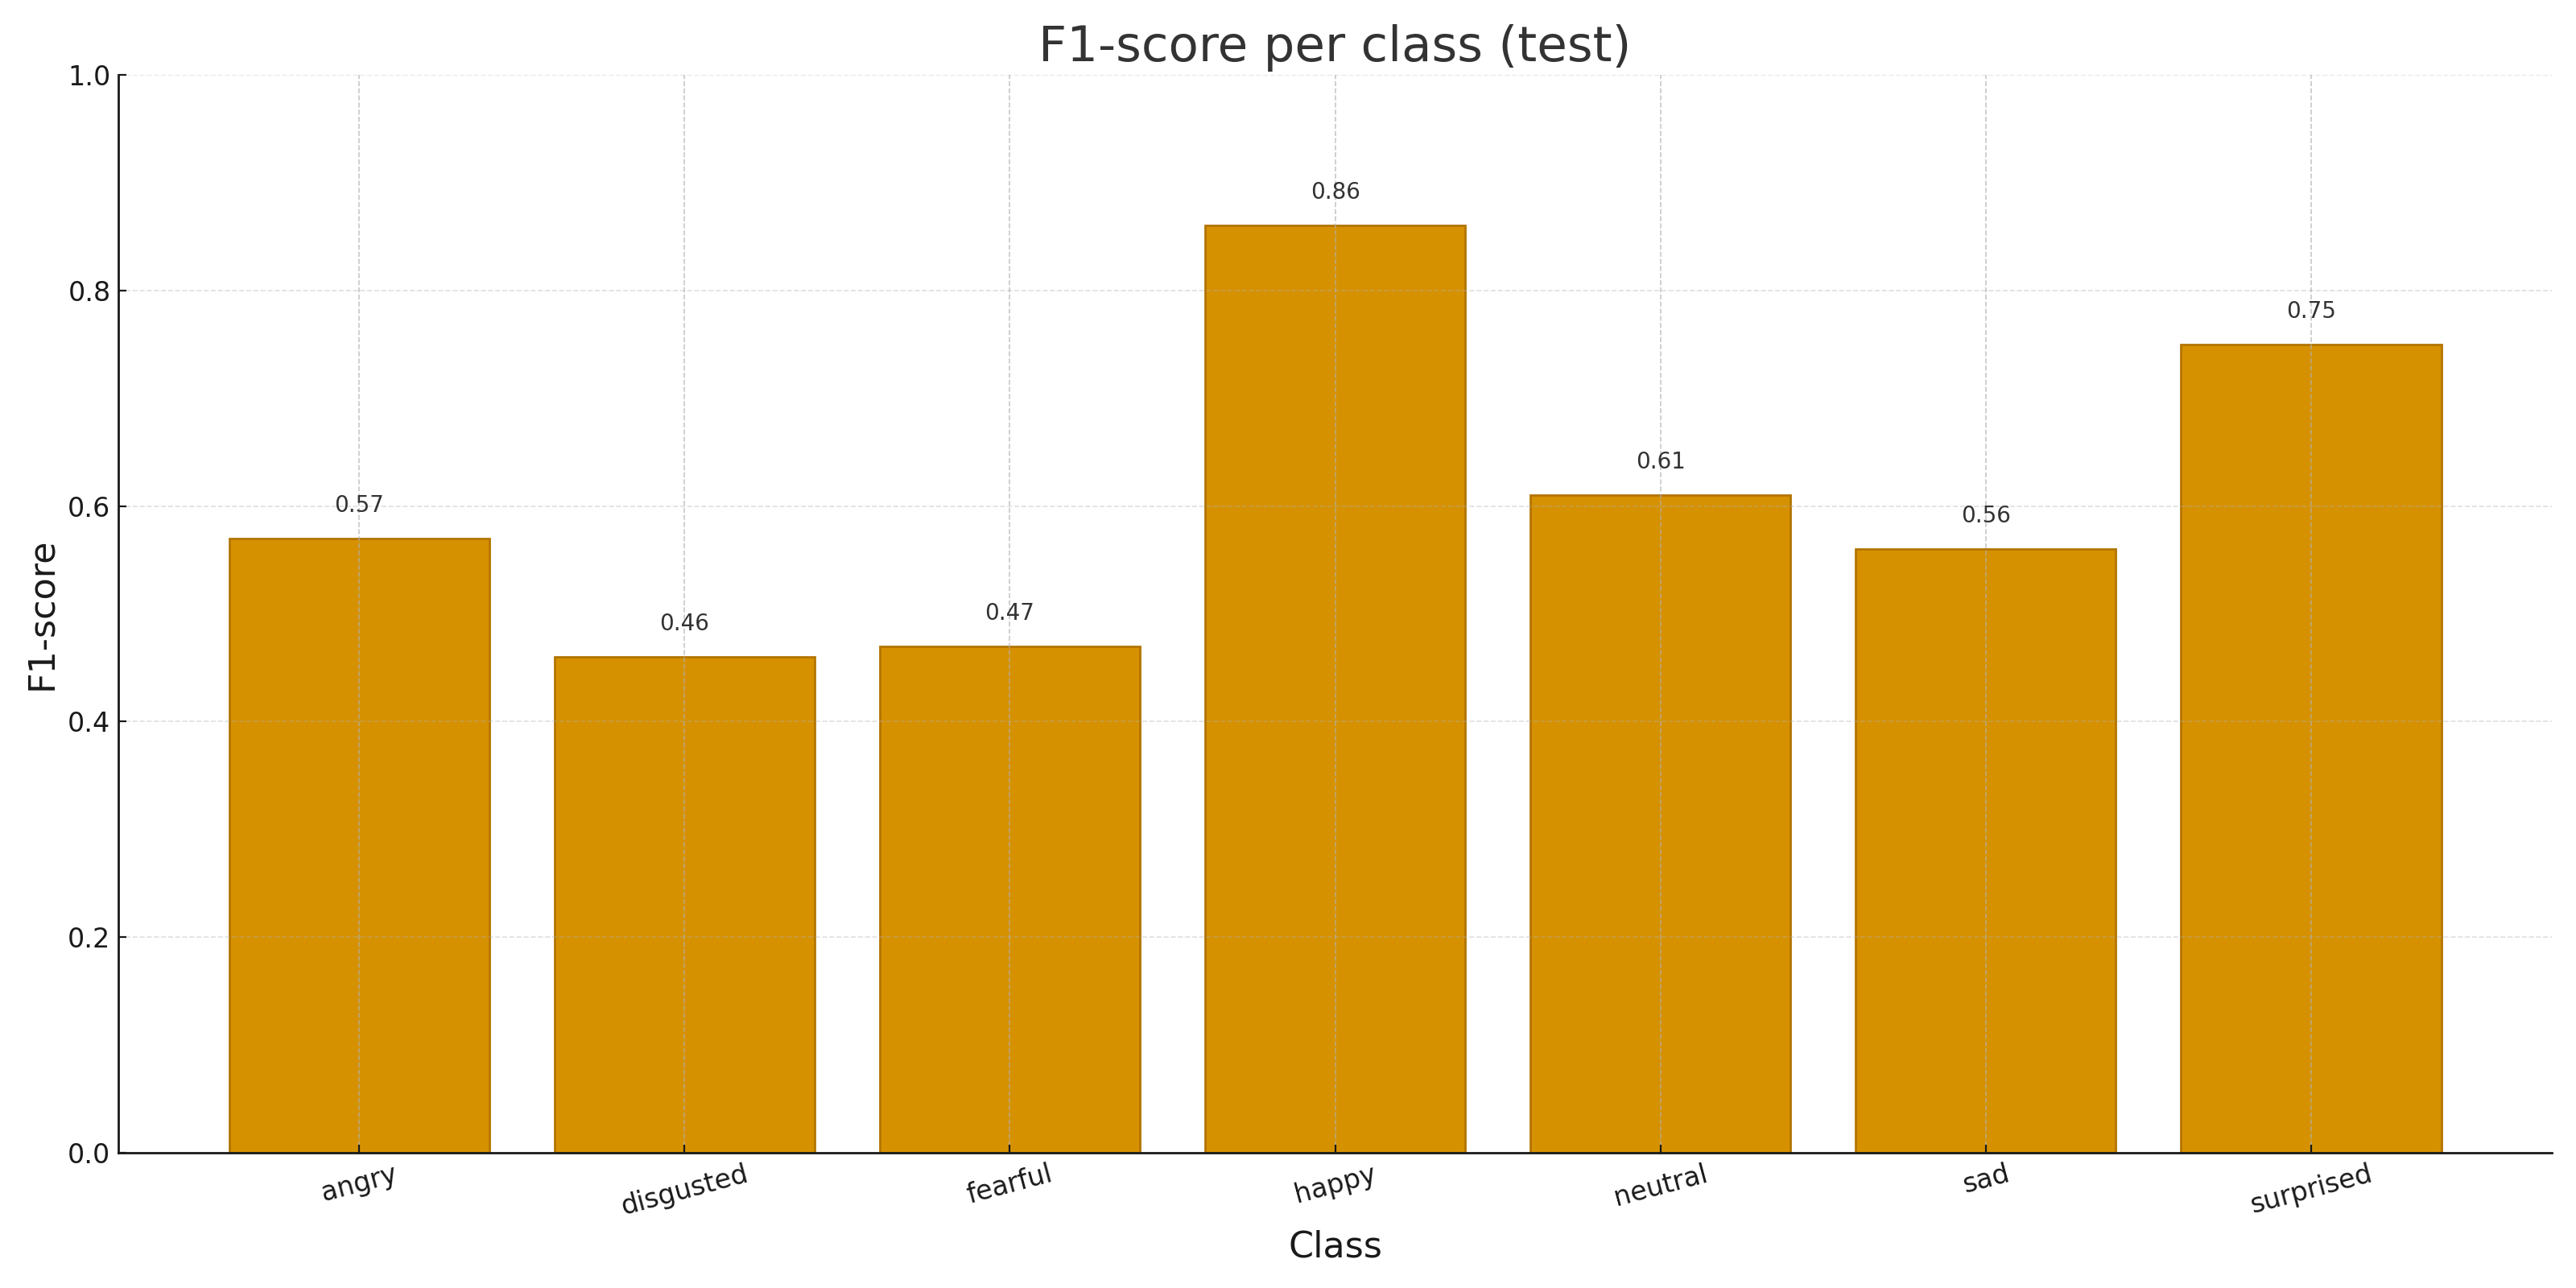 F1-score per class (test)
1.0
0.8
0.6
0.4
0.2
0.0
F1-score
0.57
0.46
0.47
0.86
0.61
0.56
0.75
angry
disgusted
fearful
happy
neutral
sad
surprised
Class